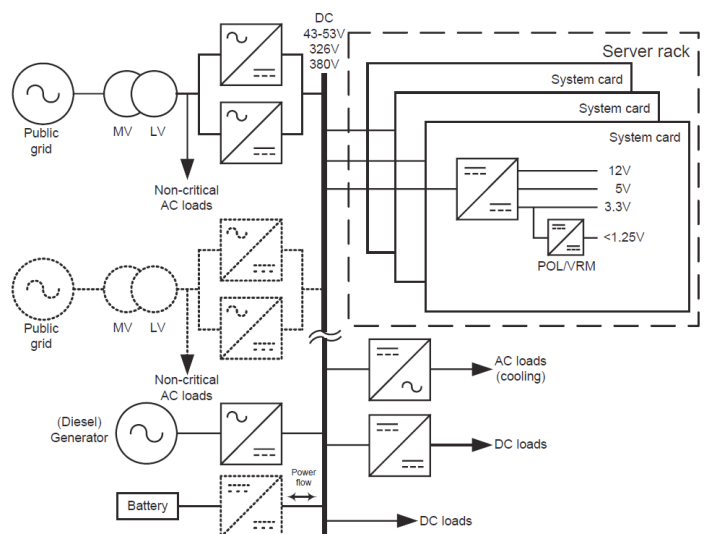 DC
43-53V
326V
380V
Server rack
System card
System card
System card
Public
grid
MV
LV
Non-critical
AC loads
12V
5V
3.3V
<1.25V
POL/VRM
Public
grid
MV
LV
Non-critical
AC loads
AC loads
(cooling)
(Diesel)
Generator
DC loads
Power
flow
Battery
DC loads